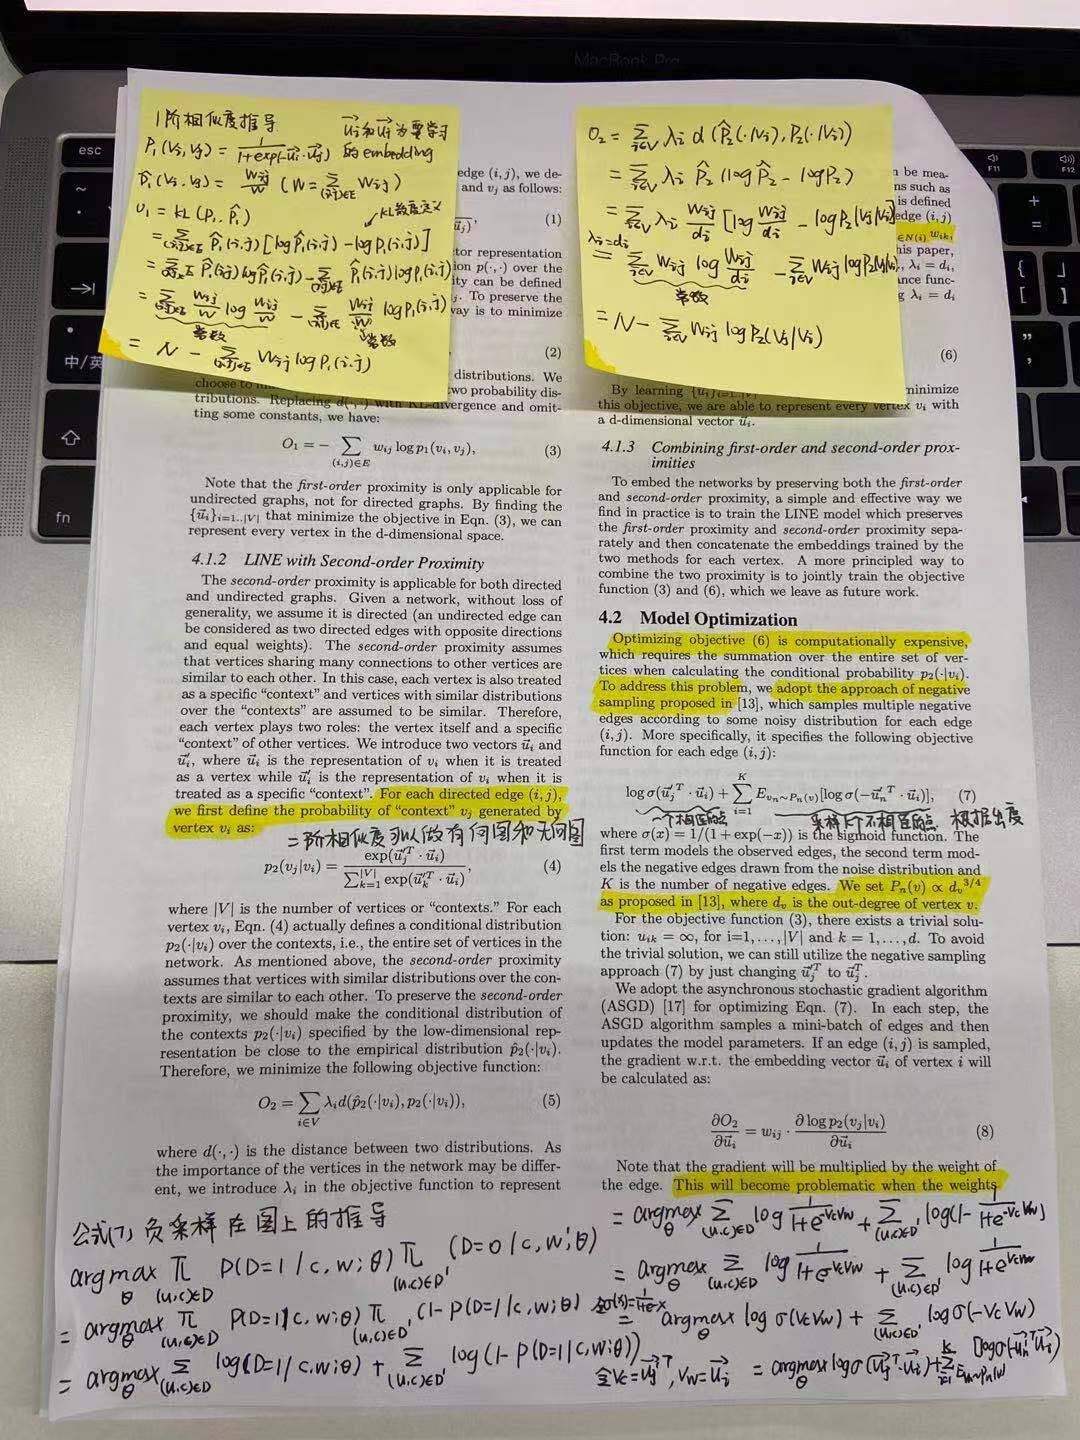 MacBook Pro
esc
F11
F12
中/英
fn
1阶相似度推导
$\vec{u_i}$和$\vec{u_j}$为要学习的embedding
$P_1(v_i,v_j) = \frac{1}{1+\exp(-\vec{u_i}\cdot\vec{u_j})}$
$\hat{P}_1(v_i,v_j) = \frac{w_{ij}}{W}$ ($W = \sum_{(i,j)\in E} w_{ij}$)
$O_1 = KL(P_1, \hat{P}_1)$ KL散度定义
$= \sum_{(i,j)\in E} \hat{P}_1(i,j)[\log \hat{P}_1(i,j) - \log P_1(i,j)]$
$= \sum_{(i,j)\in E} \hat{P}_1(i,j) \log \hat{P}_1(i,j) - \sum_{(i,j)\in E} \hat{P}_1(i,j) \log P_1(i,j)$
$= \sum_{(i,j)\in E} \frac{w_{ij}}{W} \log \frac{w_{ij}}{W} - \sum_{(i,j)\in E} \frac{w_{ij}}{W} \log P_1(i,j)$
常数 常数
$= N - \sum_{(i,j)\in E} w_{ij} \log P_1(i,j)$
edge (i, j), we de-
and $v_j$ as follows:
(1)
tor representation
ion p(·, ·) over the
ity can be defined
To preserve the
way is to minimize
(2)
distributions. We
choose to
two probability dis-
tributions. Replacing d(·, ·) with KL-divergence and omit-
ting some constants, we have:
$O_1 = -\sum_{(i,j)\in E} w_{ij} \log p_1(v_i, v_j),$ (3)
Note that the first-order proximity is only applicable for
undirected graphs, not for directed graphs. By finding the
$\{\vec{u}_i\}_{i=1..|V|}$ that minimize the objective in Eqn. (3), we can
represent every vertex in the d-dimensional space.
4.1.2 LINE with Second-order Proximity
The second-order proximity is applicable for both directed
and undirected graphs. Given a network, without loss of
generality, we assume it is directed (an undirected edge can
be considered as two directed edges with opposite directions
and equal weights). The second-order proximity assumes
that vertices sharing many connections to other vertices are
similar to each other. In this case, each vertex is also treated
as a specific “context” and vertices with similar distributions
over the “contexts” are assumed to be similar. Therefore,
each vertex plays two roles: the vertex itself and a specific
“context” of other vertices. We introduce two vectors $\vec{u}_i$ and
$\vec{u}_i'$, where $\vec{u}_i$ is the representation of $v_i$ when it is treated
as a vertex while $\vec{u}_i'$ is the representation of $v_i$ when it is
treated as a specific “context”. For each directed edge (i, j),
we first define the probability of “context” $v_j$ generated by
vertex $v_i$ as:
二阶相似度可以做有向图和无向图
$p_2(v_j|v_i) = \frac{\exp(\vec{u}_j'^T \cdot \vec{u}_i)}{\sum_{k=1}^{|V|} \exp(\vec{u}_k'^T \cdot \vec{u}_i)},$ (4)
where |V| is the number of vertices or “contexts.” For each
vertex $v_i$, Eqn. (4) actually defines a conditional distribution
$p_2(\cdot|v_i)$ over the contexts, i.e., the entire set of vertices in the
network. As mentioned above, the second-order proximity
assumes that vertices with similar distributions over the con-
texts are similar to each other. To preserve the second-order
proximity, we should make the conditional distribution of
the contexts $p_2(\cdot|v_i)$ specified by the low-dimensional rep-
resentation be close to the empirical distribution $\hat{p}_2(\cdot|v_i)$.
Therefore, we minimize the following objective function:
$O_2 = \sum_{i\in V} \lambda_i d(\hat{p}_2(\cdot|v_i), p_2(\cdot|v_i)),$ (5)
where d(·, ·) is the distance between two distributions. As
the importance of the vertices in the network may be differ-
ent, we introduce $\lambda_i$ in the objective function to represent
$O_2 = \sum_{i\in V} \lambda_i d(\hat{P}_2(\cdot|v_i), P_2(\cdot|v_i))$
$= \sum_{i\in V} \lambda_i \hat{P}_2(\log \hat{P}_2 - \log P_2)$
$= \sum_{i\in V} \lambda_i \frac{w_{ij}}{d_i} [\log \frac{w_{ij}}{d_i} - \log P_2(v_j|v_i)]$
$\overset{\lambda_i=d_i}{=} \sum_{i\in V} w_{ij} \log \frac{w_{ij}}{d_i} - \sum_{i\in V} w_{ij} \log P_2(v_j|v_i)$
常数
$= N - \sum_{i\in V} w_{ij} \log P_2(v_j|v_i)$
n be mea-
ns such as
is defined
edge (i, j)
$\in N(i)$ $w_{ik}$,
his paper,
$\lambda_i = d_i$,
ance func-
g $\lambda_i = d_i$
(6)
By learning
minimize
this objective, we are able to represent every vertex $v_i$ with
a d-dimensional vector $\vec{u}_i$.
4.1.3 Combining first-order and second-order prox-
imities
To embed the networks by preserving both the first-order
and second-order proximity, a simple and effective way we
find in practice is to train the LINE model which preserves
the first-order proximity and second-order proximity sepa-
rately and then concatenate the embeddings trained by the
two methods for each vertex. A more principled way to
combine the two proximity is to jointly train the objective
function (3) and (6), which we leave as future work.
4.2 Model Optimization
Optimizing objective (6) is computationally expensive,
which requires the summation over the entire set of ver-
tices when calculating the conditional probability $p_2(\cdot|v_i)$.
To address this problem, we adopt the approach of negative
sampling proposed in [13], which samples multiple negative
edges according to some noisy distribution for each edge
(i, j). More specifically, it specifies the following objective
function for each edge (i, j):
$\log \sigma(\vec{u}_j'^T \cdot \vec{u}_i) + \sum_{i=1}^{K} E_{v_n \sim P_n(v)}[\log \sigma(-\vec{u}_n'^T \cdot \vec{u}_i)],$ (7)
一个相连的点 采样K个不相连的点 根据出度
where $\sigma(x) = 1/(1 + \exp(-x))$ is the sigmoid function. The
first term models the observed edges, the second term mod-
els the negative edges drawn from the noise distribution and
K is the number of negative edges. We set $P_n(v) \propto d_v^{3/4}$
as proposed in [13], where $d_v$ is the out-degree of vertex v.
For the objective function (3), there exists a trivial solu-
tion: $u_{ik} = \infty$, for i=1, . . . , |V| and k = 1, . . . , d. To avoid
the trivial solution, we can still utilize the negative sampling
approach (7) by just changing $\vec{u}_j'^T$ to $\vec{u}_j^T$.
We adopt the asynchronous stochastic gradient algorithm
(ASGD) [17] for optimizing Eqn. (7). In each step, the
ASGD algorithm samples a mini-batch of edges and then
updates the model parameters. If an edge (i, j) is sampled,
the gradient w.r.t. the embedding vector $\vec{u}_i$ of vertex i will
be calculated as:
$\frac{\partial O_2}{\partial \vec{u}_i} = w_{ij} \cdot \frac{\partial \log p_2(v_j|v_i)}{\partial \vec{u}_i}$ (8)
Note that the gradient will be multiplied by the weight of
the edge. This will become problematic when the weights
公式(7) 负采样在图上的推导
$\arg\max_\theta \prod_{(u,c)\in D} P(D=1|c,w;\theta) \prod_{(u,c)\in D'} (D=0|c,w;\theta)$
$= \arg\max_\theta \prod_{(u,c)\in D} P(D=1|c,w;\theta) \prod_{(u,c)\in D'} (1-P(D=1|c,w;\theta)$
$= \arg\max_\theta \sum_{(u,c)\in D} \log(D=1|c,w;\theta) + \sum_{(u,c)\in D'} \log(1-P(D=1|c,w;\theta))$
$= \arg\max_\theta \sum_{(u,c)\in D} \log \frac{1}{1+e^{-v_c v_w}} + \sum_{(u,c)\in D'} \log(1-\frac{1}{1+e^{-v_c v_w}})$
$= \arg\max_\theta \sum_{(u,c)\in D} \log \frac{1}{1+e^{-v_c v_w}} + \sum_{(u,c)\in D'} \log \frac{1}{1+e^{v_c v_w}}$
令$\sigma(x)=\frac{1}{1+e^{-x}}$ $= \arg\max_\theta \log \sigma(v_c v_w) + \sum_{(u,c)\in D'} \log \sigma(-v_c v_w)$
令$v_c = \vec{u_j}'^T, v_w = \vec{u_i}$ $= \arg\max_\theta \log \sigma(\vec{u_j}'^T \cdot \vec{u_i}) + \sum_{i=1}^{K} E_{v_n \sim P_n(v)} [\log \sigma(-\vec{u_n}'^T \vec{u_i})]$